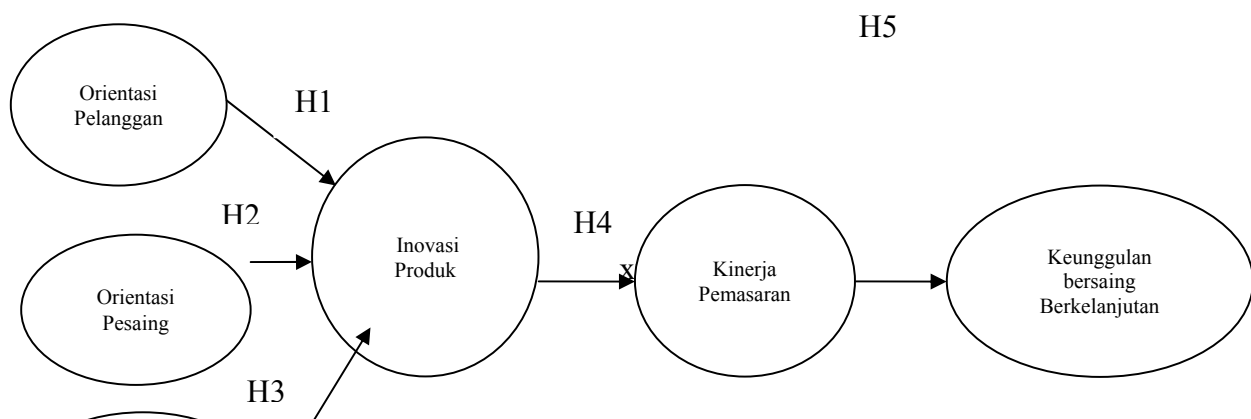 H5
Orientasi
Pelanggan
H1
H2
Orientasi
Pesaing
H3
Inovasi
Produk
H4
x
Kinerja
Pemasaran
Keunggulan
bersaing
Berkelanjutan